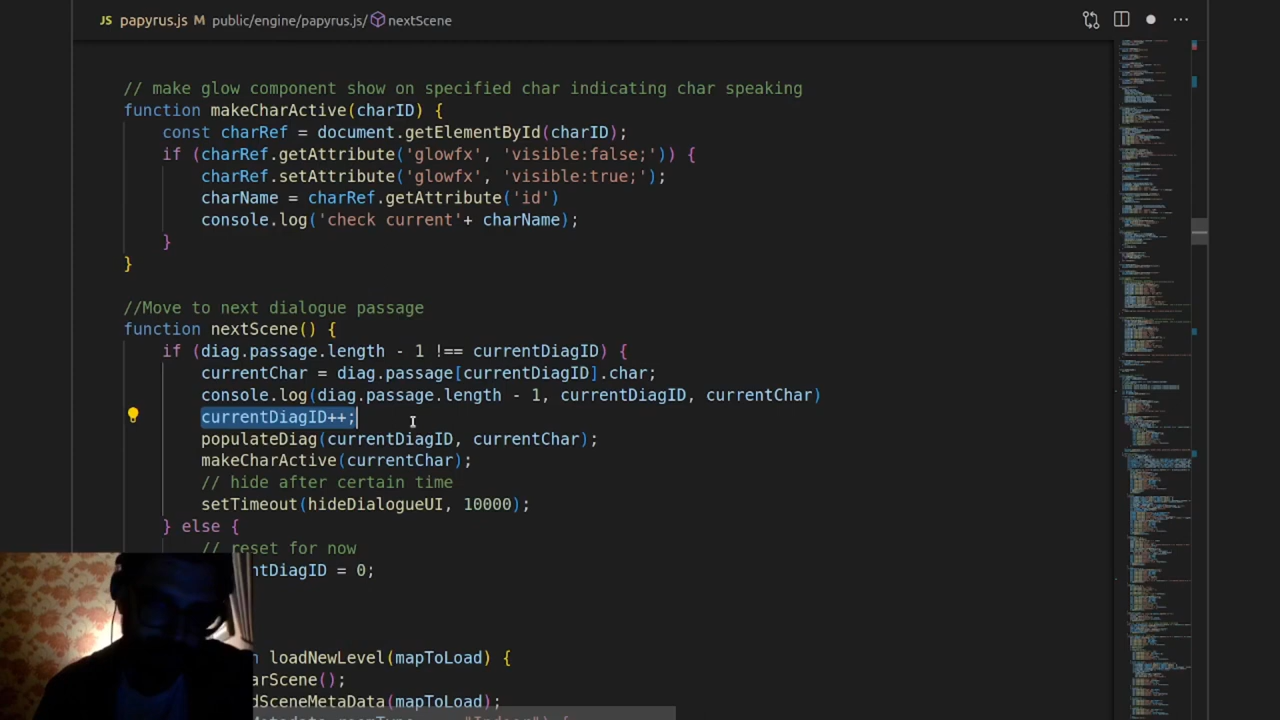 JS papyrus.js M public/engine/papyrus.js/ nextScene
// make glow component show on specified char indicating char speaking
function makeCharActive(charID) {
const charRef = document.getElementById(charID);
if (charRef.getAttribute('glowfx', 'visible:false;')) {
charRef.setAttribute('glowfx', 'visible:true;');
charName = charRef.getAttribute('id')
console.log('check current'+ charName);
}
}
//Move to next dialogue passage
function nextScene() {
if (diag.passage.length - 1 !== currentDiagID) {
currentChar = diag.passage[currentDiagID].char;
console.log(diag.passage.length - 1, currentDiagID, currentChar)
currentDiagID++;
populateDiag(currentDiagID, currentChar);
makeCharActive(currentChar);
// hide after certain time
setTimeout(hideDialogueUI, 10000);
} else {
// reset for now
ntDiagID = 0;
loadNewLevel(mapToLoad) {
arScene();
dSceneMetaData(mapToLoad);